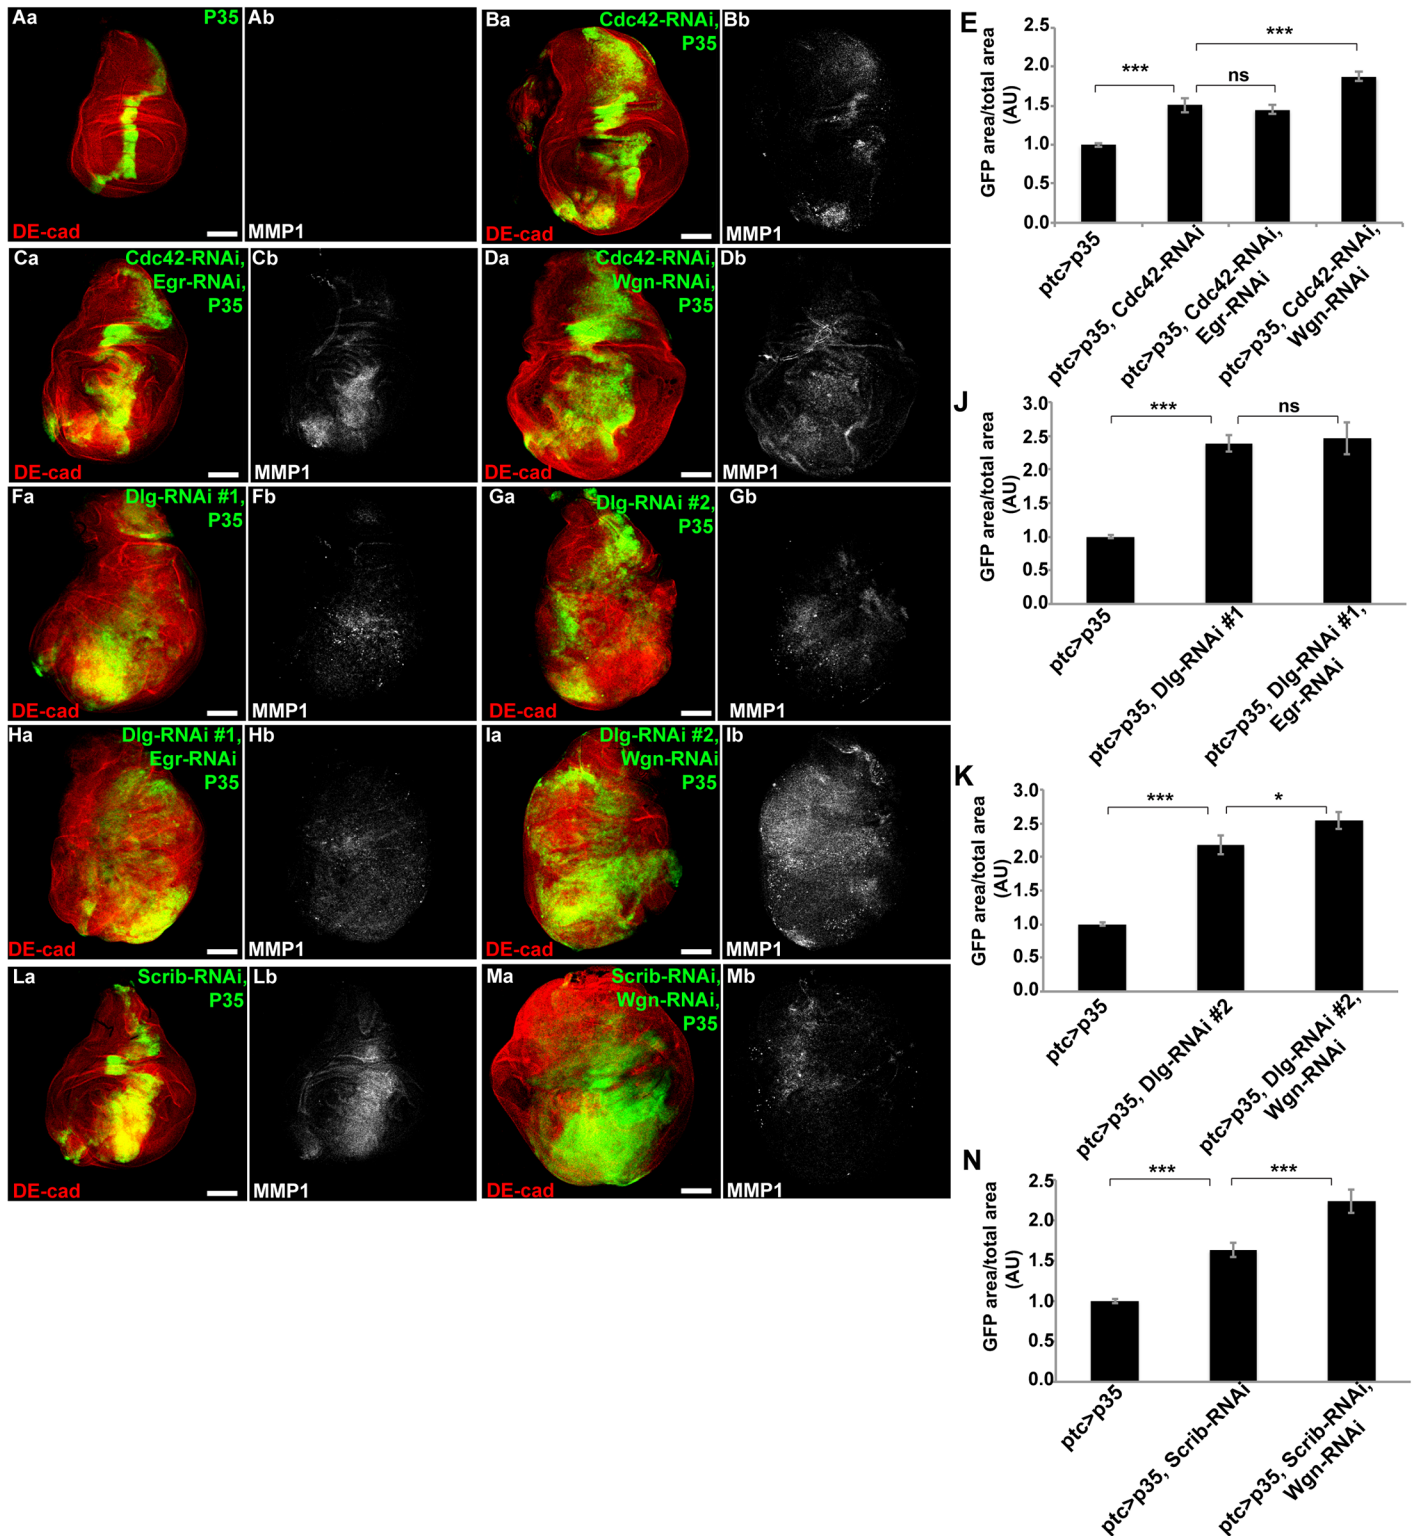 Aa
P35
DE-cad
Ab
MMP1
Ba
Cdc42-RNAi,
P35
DE-cad
Bb
MMP1
Ca
Cdc42-RNAi,
Egr-RNAi,
P35
DE-cad
Cb
MMP1
Da
Cdc42-RNAi,
Wgn-RNAi,
P35
DE-cad
Db
MMP1
Fa
Dlg-RNAi #1,
P35
DE-cad
Fb
MMP1
Ga
Dlg-RNAi #2,
P35
DE-cad
Gb
MMP1
Ha
Dlg-RNAi #1,
Egr-RNAi
P35
DE-cad
Hb
MMP1
Ia
Dlg-RNAi #2,
Wgn-RNAi
P35
DE-cad
Ib
MMP1
La
Scrib-RNAi,
P35
DE-cad
Lb
MMP1
Ma
Scrib-RNAi,
Wgn-RNAi,
P35
DE-cad
Mb
MMP1
E
GFP area/total area
(AU)
2.5
2.0
1.5
1.0
0.5
0.0
***
ns
***
ptc>p35
ptc>p35, Cdc42-RNAi
ptc>p35, Cdc42-RNAi,
Egr-RNAi
ptc>p35, Cdc42-RNAi,
Wgn-RNAi
J
GFP area/total area
(AU)
3.0
2.5
2.0
1.5
1.0
0.5
0.0
***
ns
ptc>p35
ptc>p35, Dlg-RNAi #1
ptc>p35, Dlg-RNAi #1,
Egr-RNAi
K
GFP area/total area
(AU)
3.0
2.5
2.0
1.5
1.0
0.5
0.0
***
*
ptc>p35
ptc>p35, Dlg-RNAi #2
ptc>p35, Dlg-RNAi #2,
Wgn-RNAi
N
GFP area/total area
(AU)
2.5
2.0
1.5
1.0
0.5
0.0
***
***
ptc>p35
ptc>p35, Scrib-RNAi
ptc>p35, Scrib-RNAi,
Wgn-RNAi